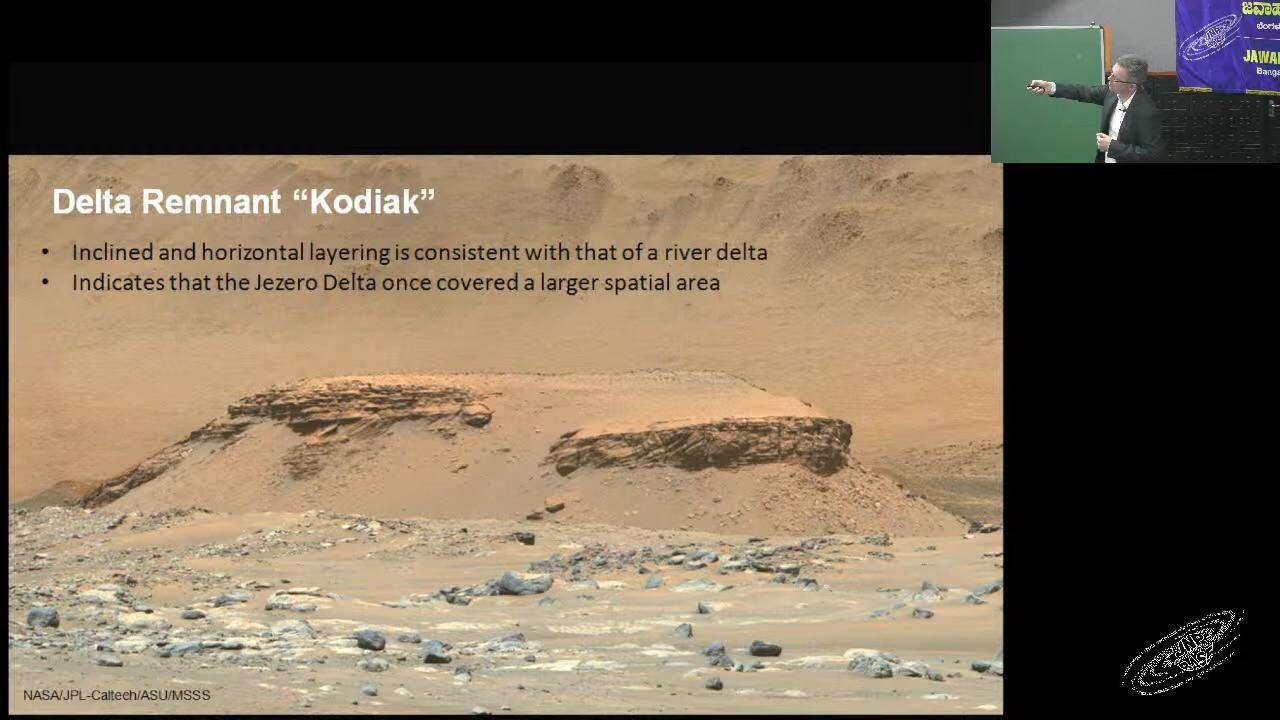 Delta Remnant “Kodiak”
• Inclined and horizontal layering is consistent with that of a river delta
• Indicates that the Jezero Delta once covered a larger spatial area
NASA/JPL-Caltech/ASU/MSSS